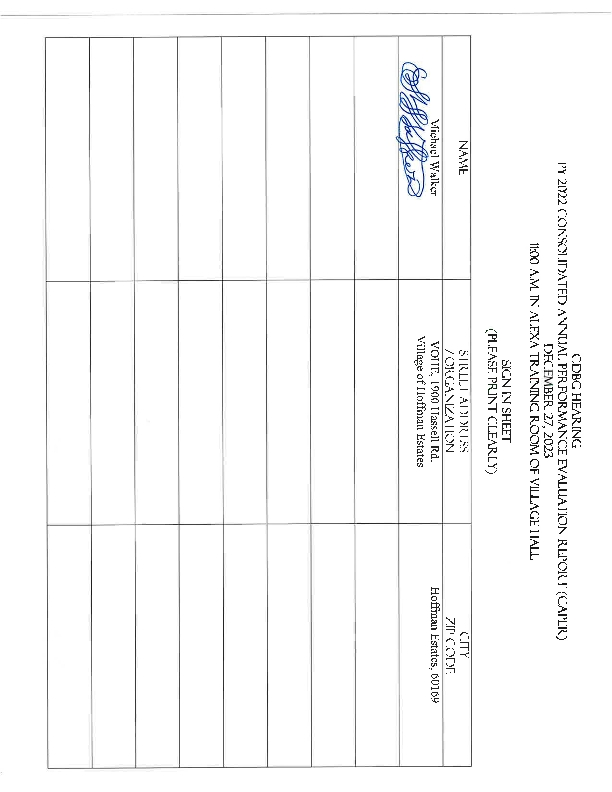 CDBG HEARING
PY 2022 CONSOLIDATED ANNUAL PERFORMANCE EVALUATION REPORT (CAPER)
DECEMBER 27, 2023
11:00 A.M. IN ALEXA TRAINING ROOM OF VILLAGE HALL
SIGN IN SHEET
(PLEASE PRINT CLEARLY)
NAME
STREET ADDRESS
/ ORGANIZATION
CITY
ZIP CODE
Michael Walker
VOHE, 1900 Hassell Rd.
Village of Hoffman Estates
Hoffman Estates, 60169